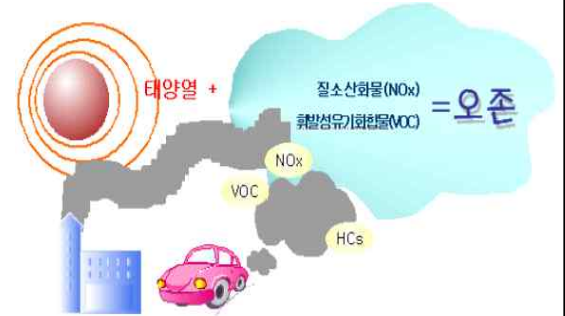 태양열 +
질소산화물(NOx)
휘발성유기화합물(VOC)
=오존
NOx
VOC
HCs